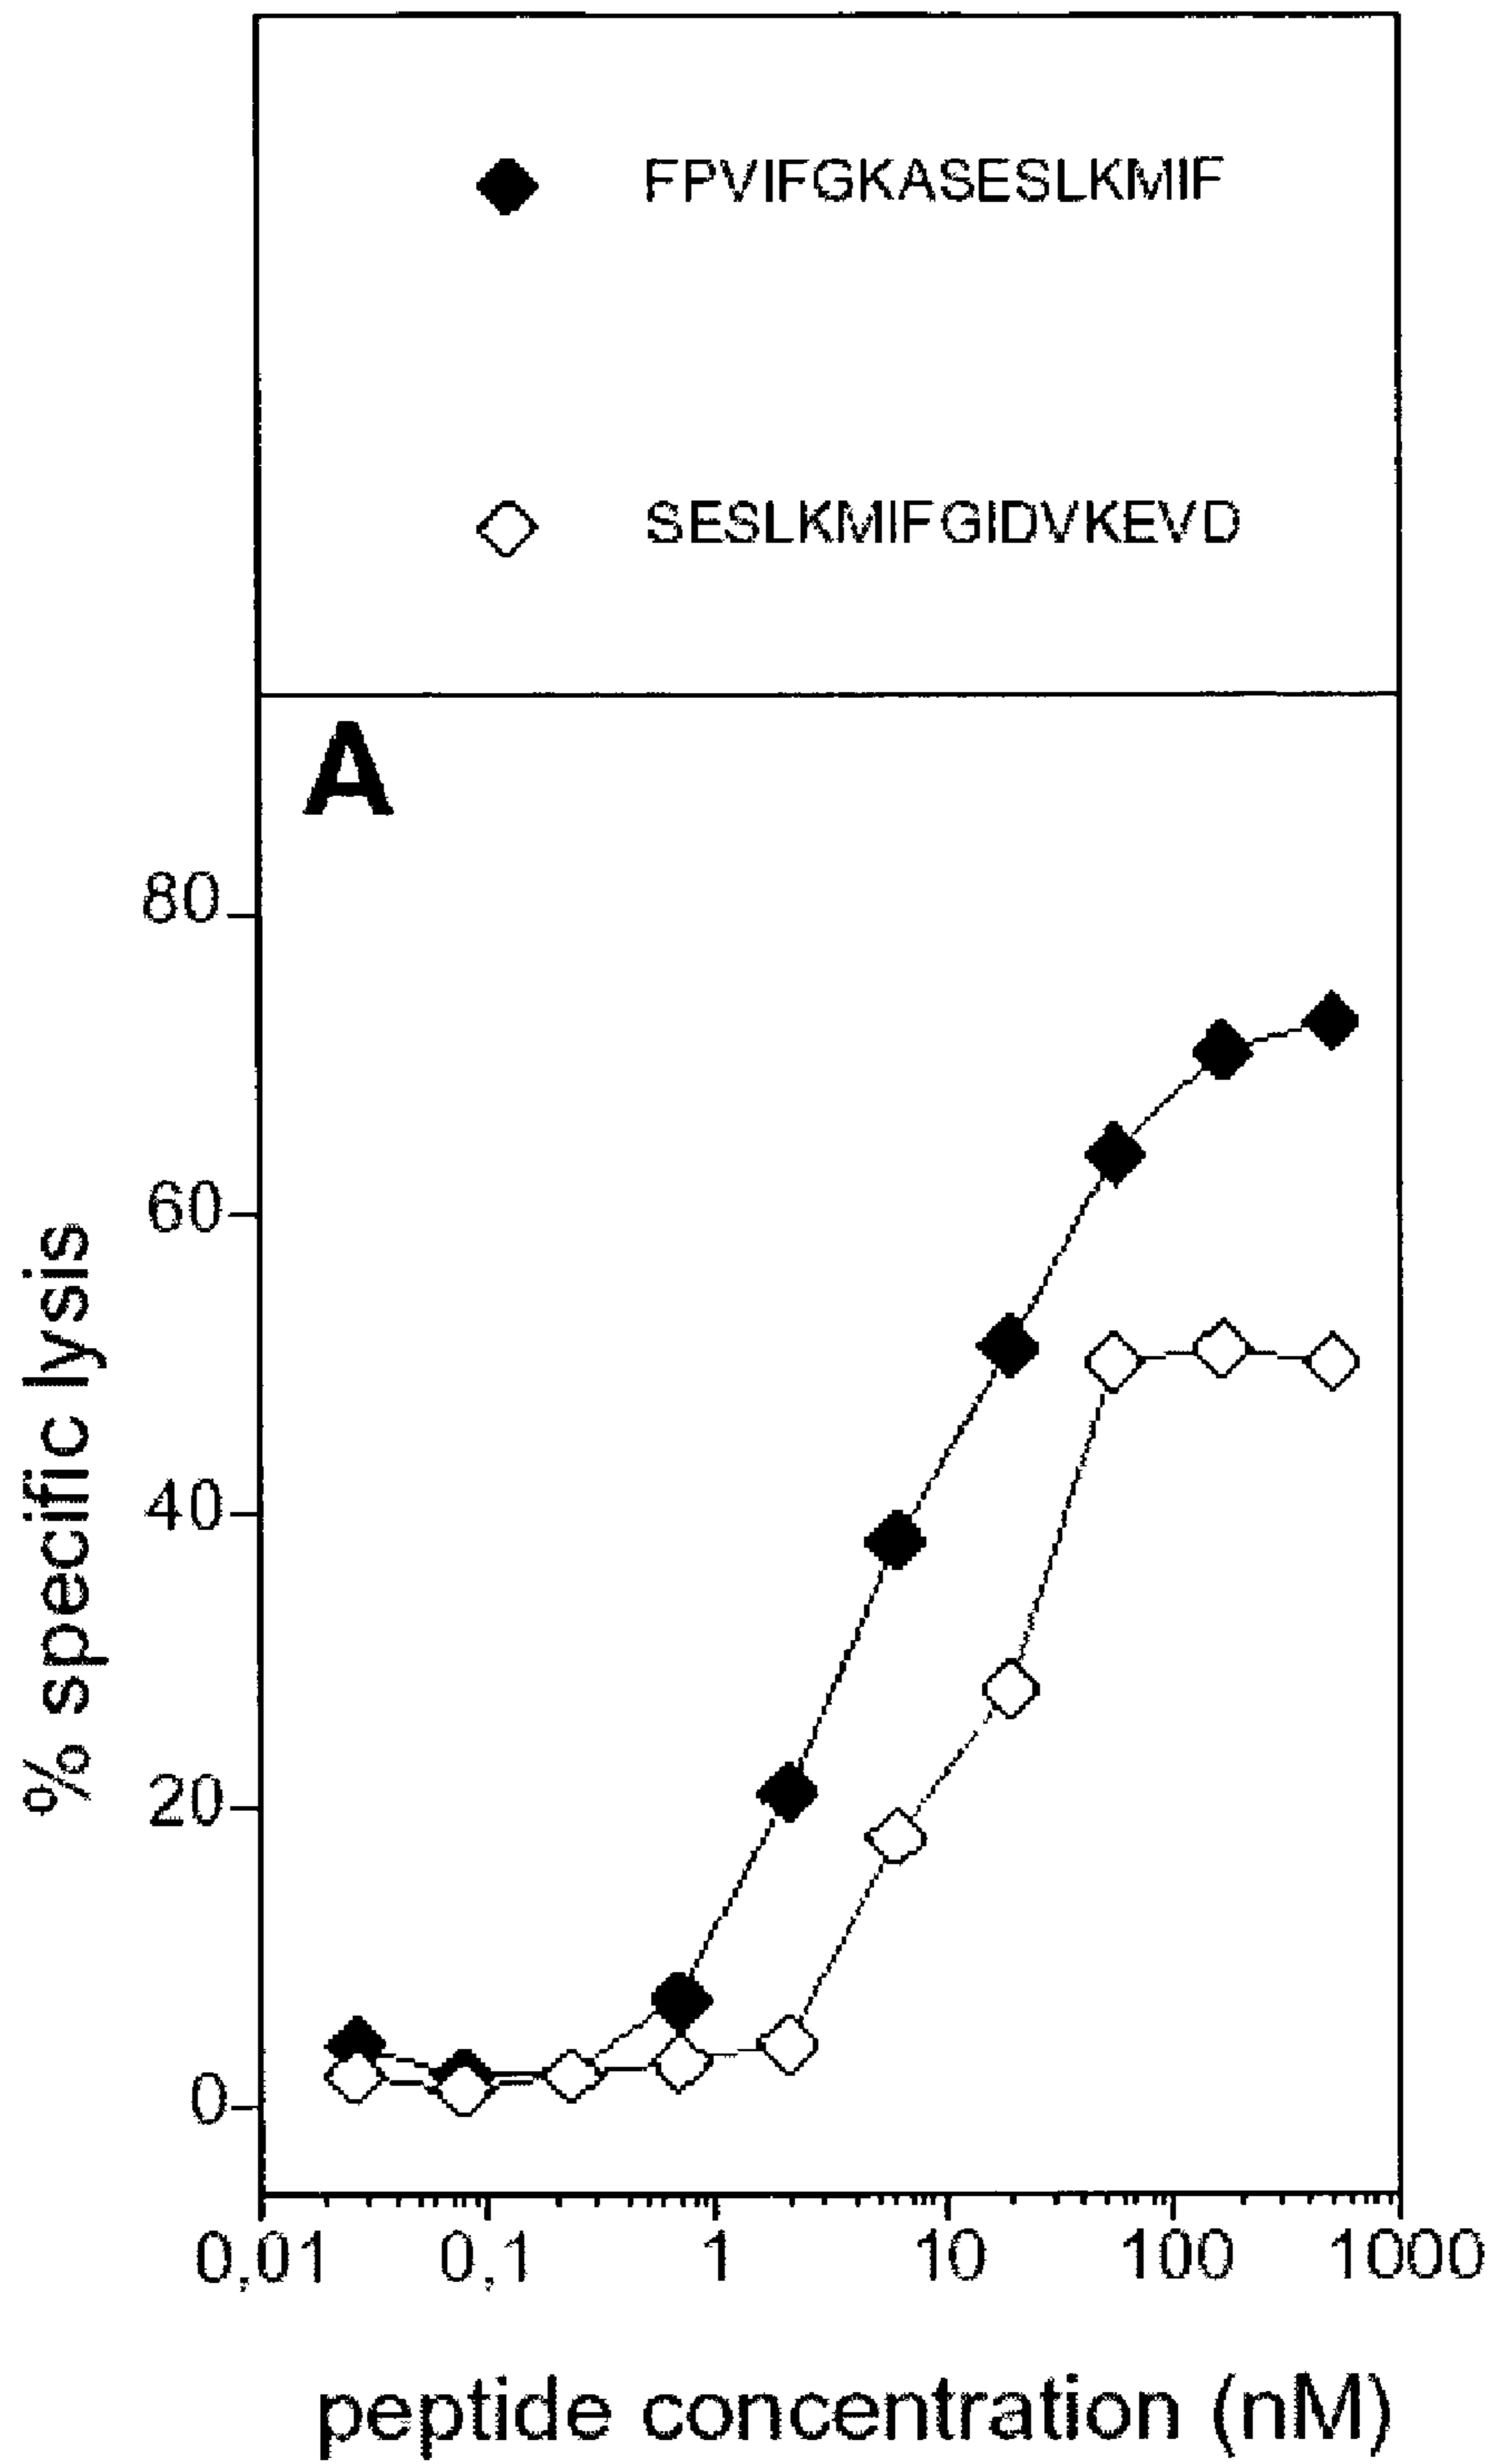 FPVIFGKASESLKMIF
SESLKMIFGIDVKEVD
A
80
60
40
20
0
% specific lysis
0,01 0,1 1 10 100 1000
peptide concentration (nM)